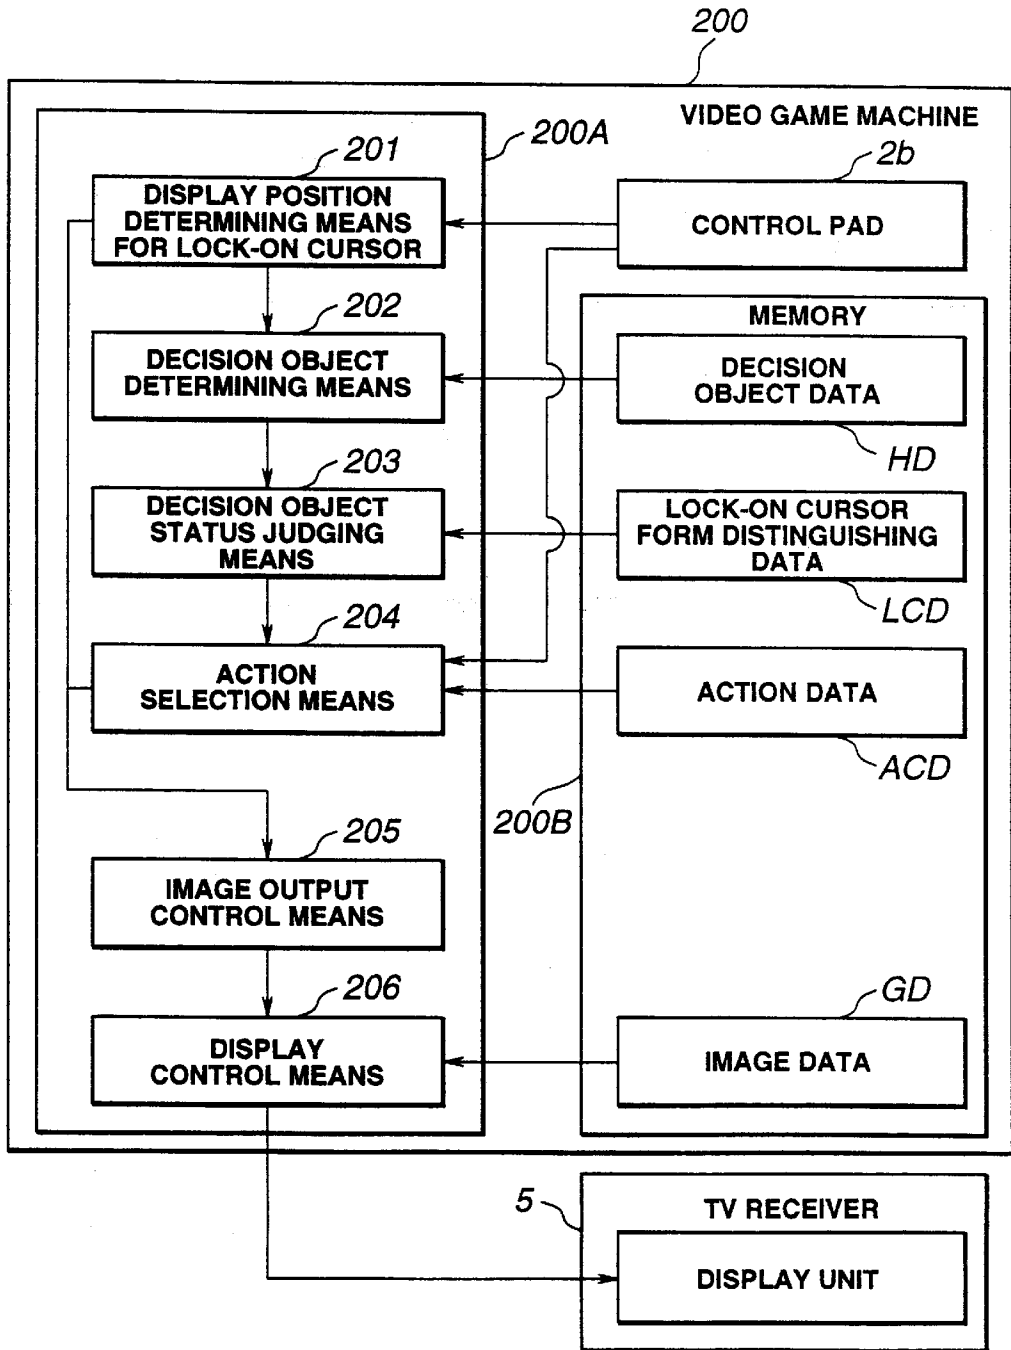 200
VIDEO GAME MACHINE
200A
201
DISPLAY POSITION
DETERMINING MEANS
FOR LOCK-ON CURSOR
2b
CONTROL PAD
202
DECISION OBJECT
DETERMINING MEANS
MEMORY
DECISION
OBJECT DATA
HD
203
DECISION OBJECT
STATUS JUDGING
MEANS
LOCK-ON CURSOR
FORM DISTINGUISHING
DATA
LCD
204
ACTION
SELECTION MEANS
ACTION DATA
ACD
200B
205
IMAGE OUTPUT
CONTROL MEANS
206
DISPLAY
CONTROL MEANS
GD
IMAGE DATA
5
TV RECEIVER
DISPLAY UNIT